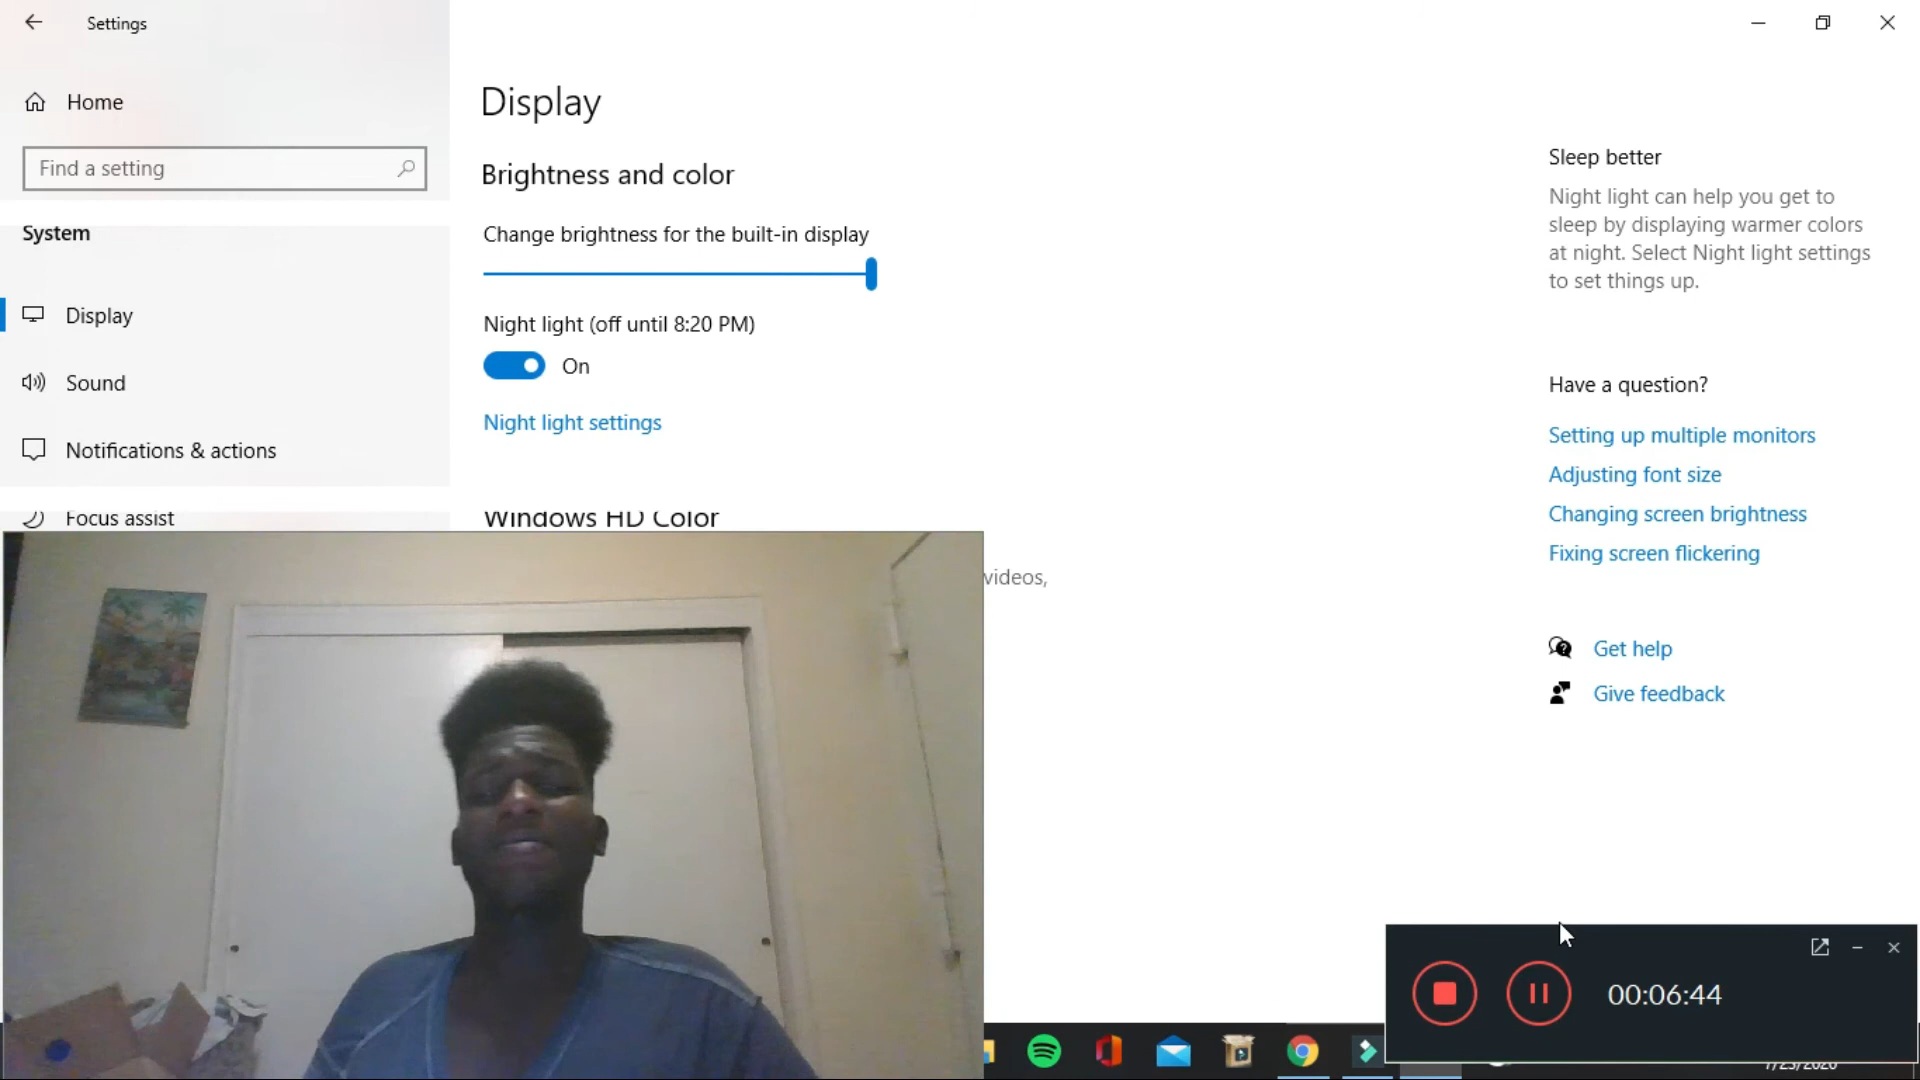 Settings
Home
Find a setting
System
Display
Sound
Notifications & actions
Focus assist
Display
Brightness and color
Change brightness for the built-in display
Night light (off until 8:20 PM)
On
Night light settings
Windows HD Color
videos,
Sleep better
Night light can help you get to
sleep by displaying warmer colors
at night. Select Night light settings
to set things up.
Have a question?
Setting up multiple monitors
Adjusting font size
Changing screen brightness
Fixing screen flickering
Get help
Give feedback
00:06:44
7/23/2020